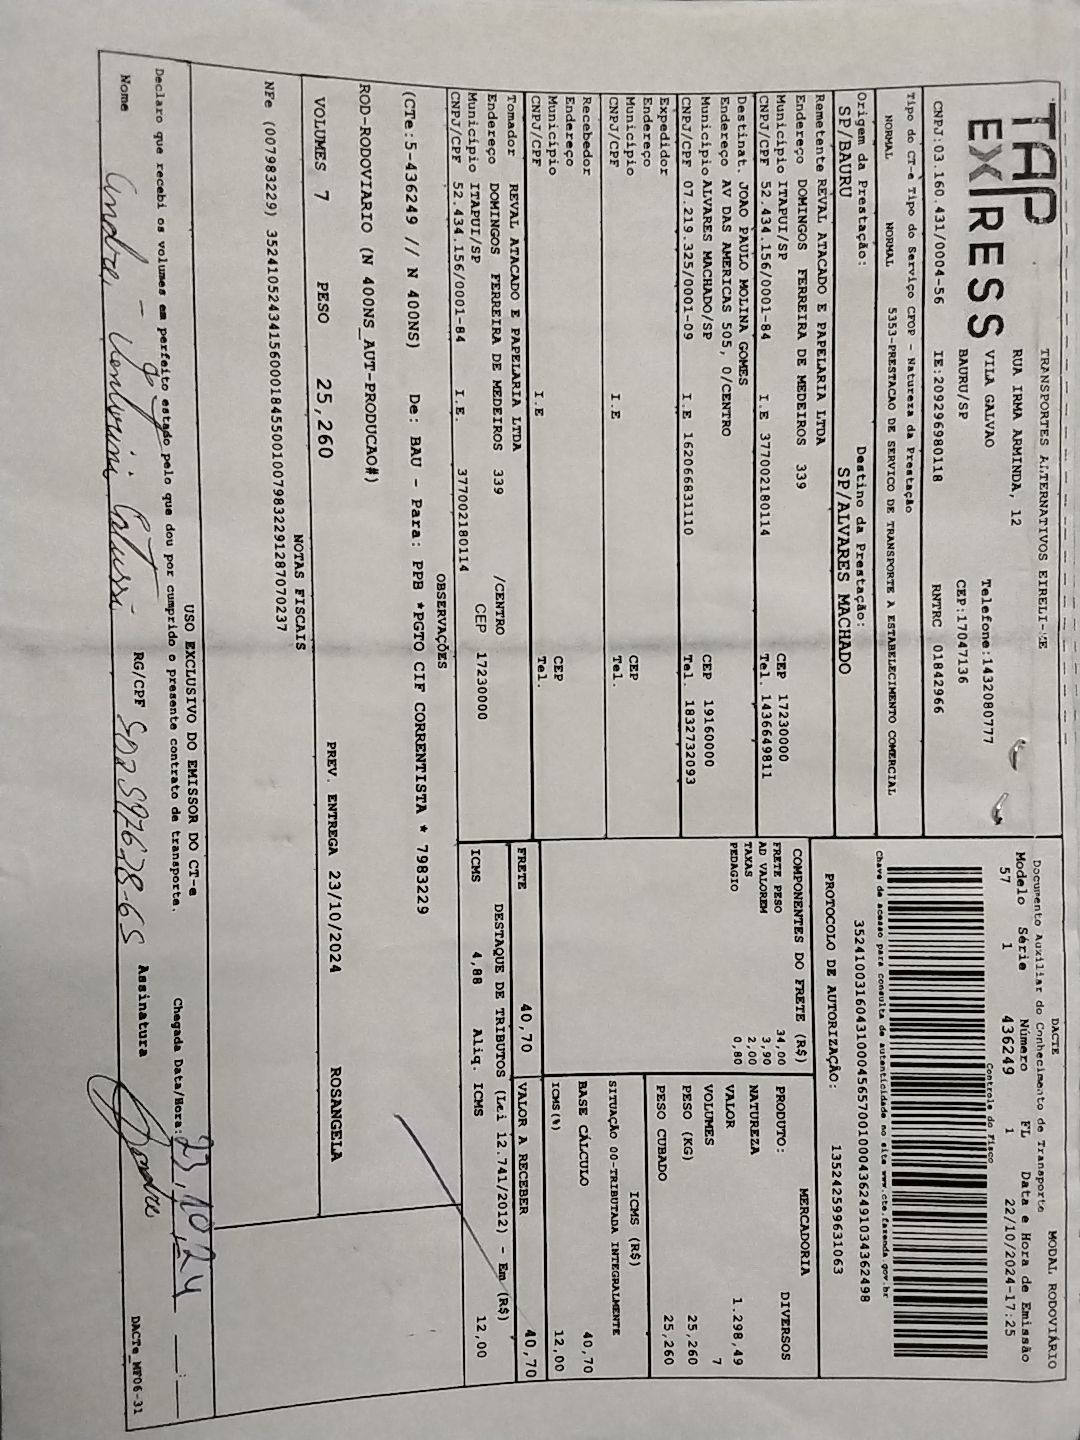 TAP
EXPRESS
TRANSPORTES ALTERNATIVOS EIRELI-ME
RUA IRMA ARMINDA, 12
VILA GALVAO
BAURU/SP
Telefone:1432080777
CEP:17047136
CNPJ:03.160.431/0004-56 IE:209296980118 RNTRC 01842966
Tipo do CT-e Tipo do Serviço CFOP - Natureza da Prestação
NORMAL NORMAL 5353-PRESTACAO DE SERVICO DE TRANSPORTE A ESTABELECIMENTO COMERCIAL
Origem da Prestação: Destino da Prestação:
SP/BAURU SP/ALVARES MACHADO
Remetente REVAL ATACADO E PAPELARIA LTDA
Endereço DOMINGOS FERREIRA DE MEDEIROS 339
Município ITAPUI/SP CEP 17230000
CNPJ/CPF 52.434.156/0001-84 I.E 377002180114 Tel. 1436649811
Destinat. JOAO PAULO MOLINA GOMES
Endereço AV DAS AMERICAS 505, 0/CENTRO
Município ALVARES MACHADO/SP CEP 19160000
CNPJ/CPF 07.219.325/0001-09 I.E 162066831110 Tel. 1832732093
Expedidor
Endereço
Município CEP
CNPJ/CPF I.E Tel.
Recebedor
Endereço
Município CEP
CNPJ/CPF I.E Tel.
Tomador REVAL ATACADO E PAPELARIA LTDA
Endereço DOMINGOS FERREIRA DE MEDEIROS 339 /CENTRO
Município ITAPUI/SP CEP 17230000
CNPJ/CPF 52.434.156/0001-84 I.E. 377002180114
DACTE MODAL RODOVIÁRIO
Documento Auxiliar do Conhecimento de Transporte
Modelo Série Número FL Data e Hora de Emissão
57 1 436249 1 22/10/2024-17:25
Controle do Fisco
Chave de acesso para consulta de autenticidade no site www.cte.fazenda.gov.br
35241003160431000456570010004362491034362498
PROTOCOLO DE AUTORIZAÇÃO: 135242599631063
COMPONENTES DO FRETE (R$)
FRETE PESO 34,00
AD VALOREM 3,90
TAXAS 2,00
PEDAGIO 0,80
MERCADORIA
PRODUTO: DIVERSOS
NATUREZA
VALOR 1.298,49
VOLUMES 7
PESO (KG) 25,260
PESO CUBADO 25,260
ICMS (R$)
SITUAÇÃO 00-TRIBUTADA INTEGRALMENTE
BASE CÁLCULO 40,70
ICMS(%) 12,00
FRETE 40,70 VALOR A RECEBER 40,70
DESTAQUE DE TRIBUTOS (Lei 12.741/2012) - Em (R$)
ICMS 4,88 Aliq. ICMS 12,00
OBSERVAÇÕES
(CTe:5-436249 // N 400NS) De: BAU - Para: PPB *PGTO CIF CORRENTISTA * 7983229
ROD-RODOVIARIO (N 400NS_AUT-PRODUCAO#)
VOLUMES 7 PESO 25,260 PREV. ENTREGA 23/10/2024 ROSANGELA
NOTAS FISCAIS
NFe (007983229) 35241052434156000184550010079832291287070237
USO EXCLUSIVO DO EMISSOR DO CT-e
Declaro que recebi os volumes em perfeito estado pelo que dou por cumprido o presente contrato de transporte. Chegada Data/Hora: 23,10,24 __:__
Nome RG/CPF Assinatura
DACTe_MF06-31